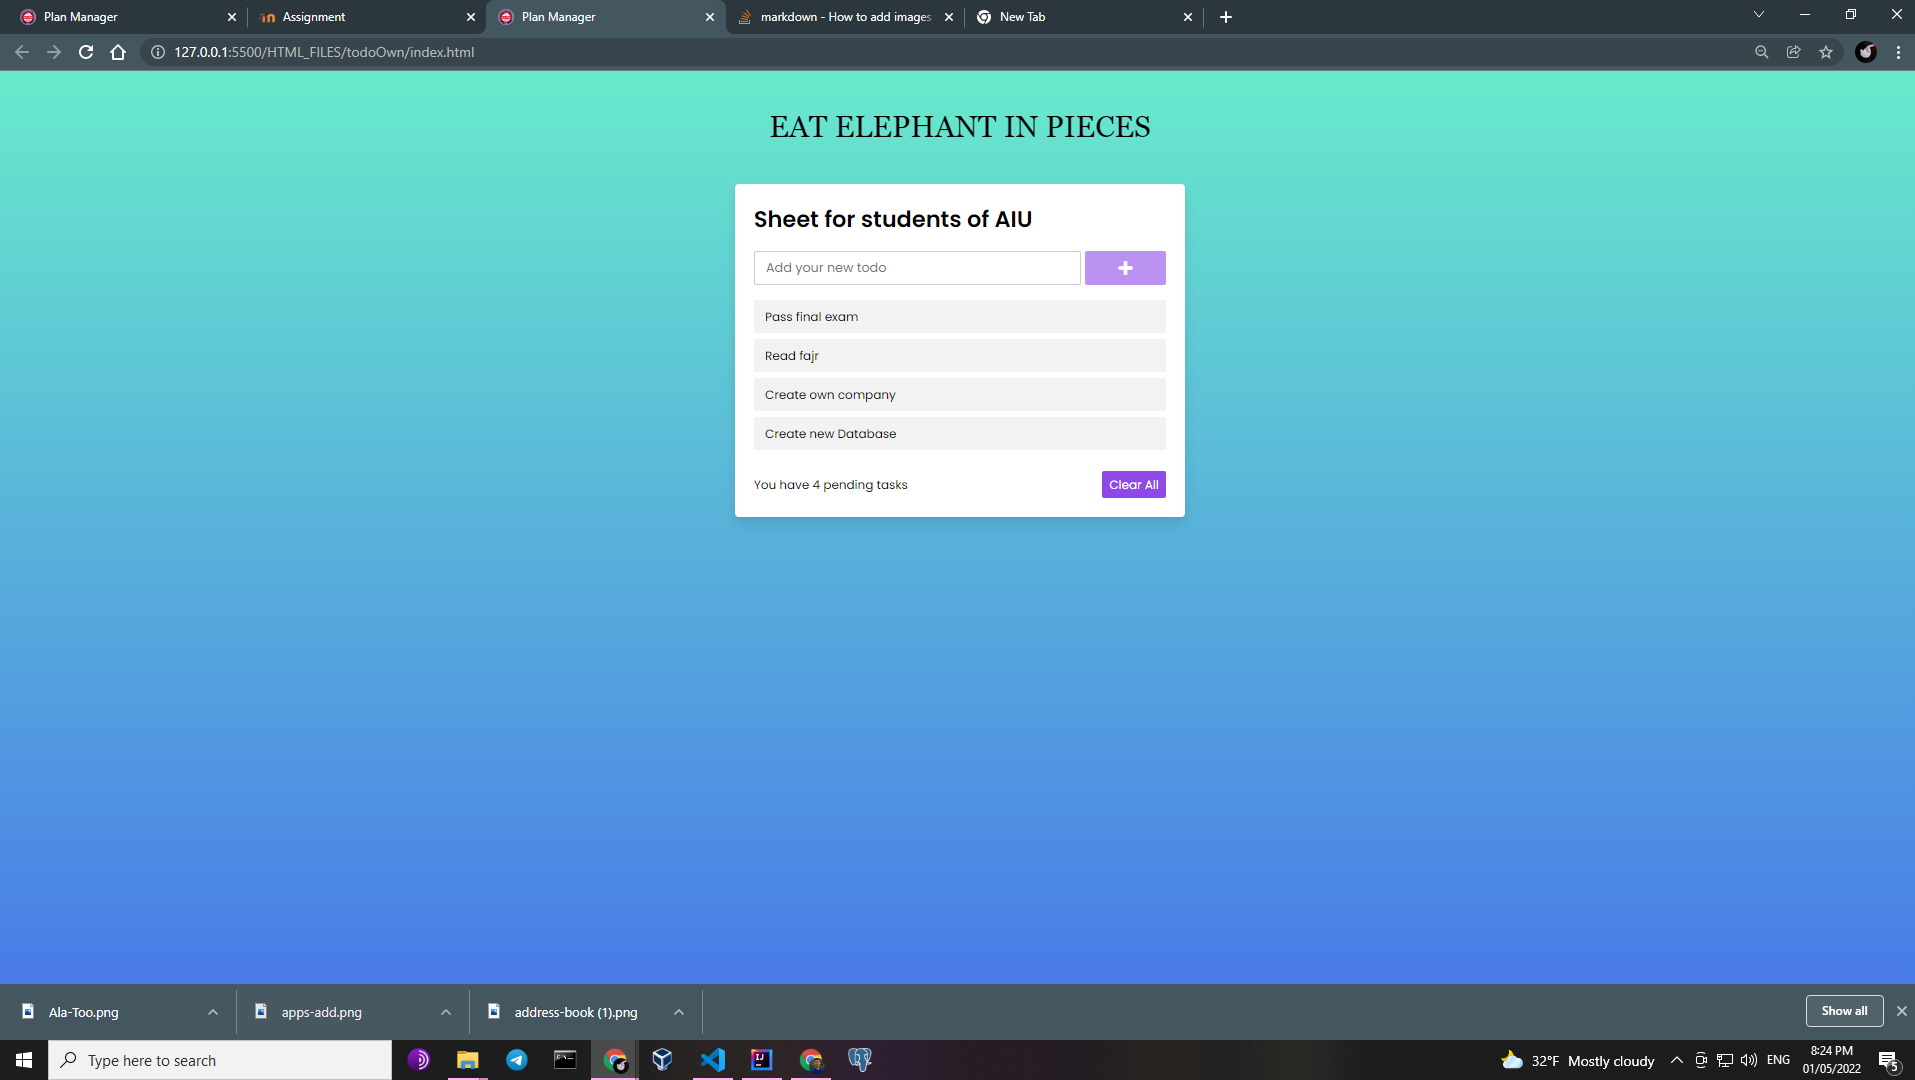 Plan Manager
Assignment
Plan Manager
markdown - How to add images
New Tab
127.0.0.1:5500/HTML_FILES/todoOwn/index.html
EAT ELEPHANT IN PIECES
Sheet for students of AIU
Add your new todo
Pass final exam
Read fajr
Create own company
Create new Database
You have 4 pending tasks
Clear All
Ala-Too.png
apps-add.png
address-book (1).png
Show all
Type here to search
32°F Mostly cloudy
ENG
8:24 PM
01/05/2022
5